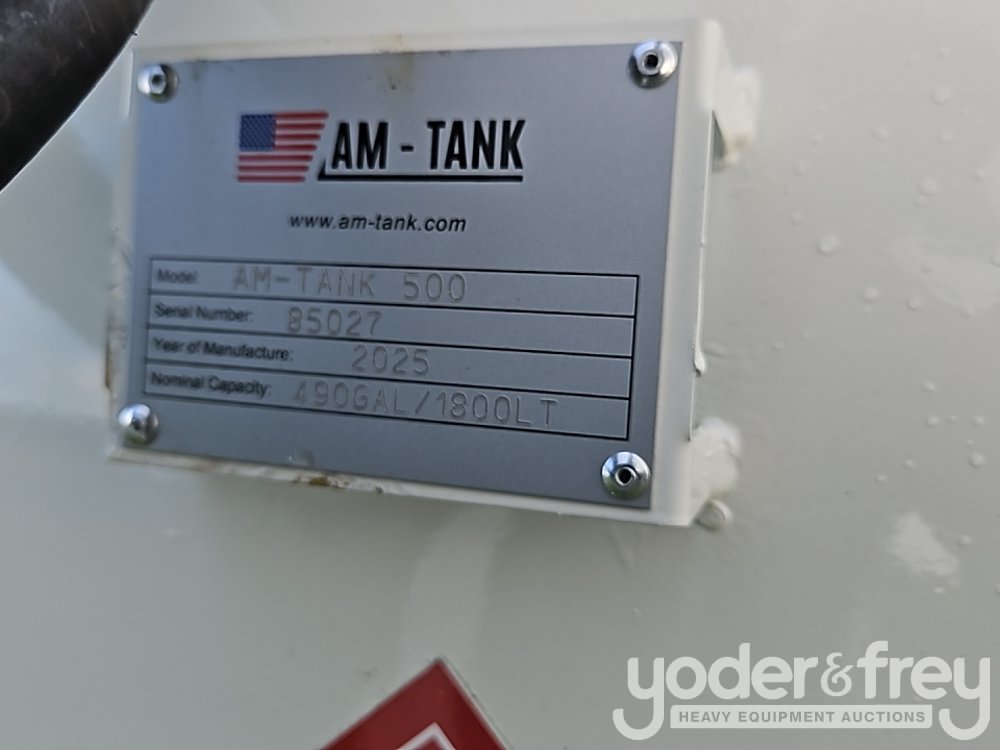 AM - TANK
www.am-tank.com
Model: AM-TANK 500
Serial Number: 85027
Year of Manufacture: 2025
Nominal Capacity: 490GAL/1800LT
yoder&frey
HEAVY EQUIPMENT AUCTIONS